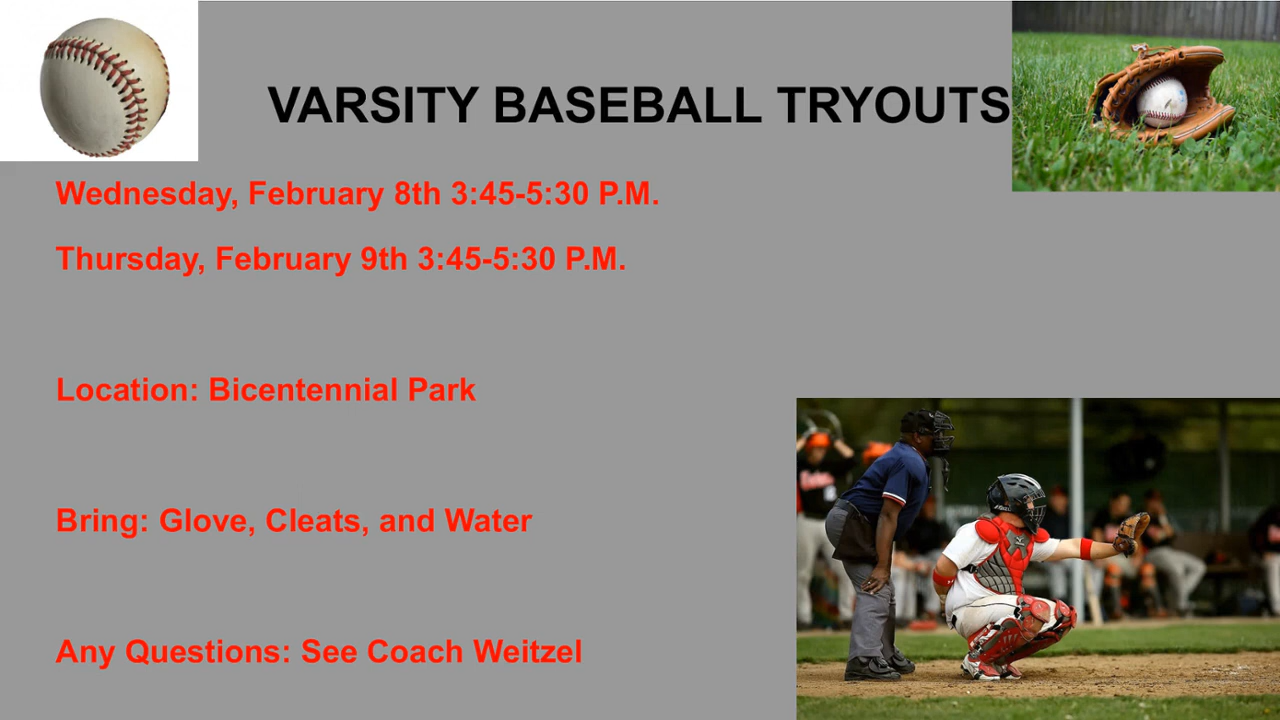 VARSITY BASEBALL TRYOUTS
Wednesday, February 8th 3:45-5:30 P.M.
Thursday, February 9th 3:45-5:30 P.M.
Location: Bicentennial Park
Bring: Glove, Cleats, and Water
Any Questions: See Coach Weitzel